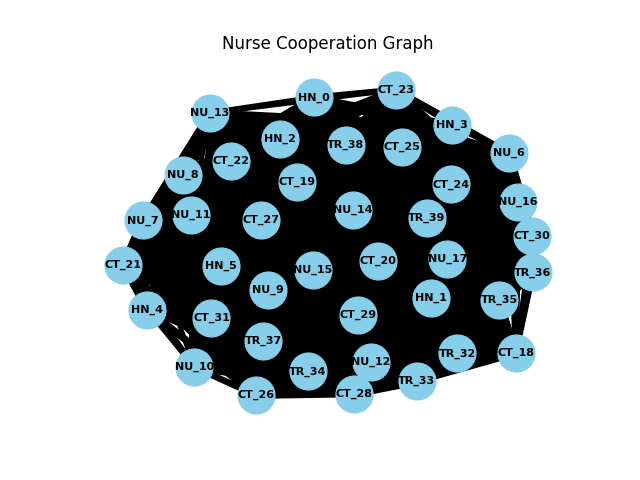 Nurse Cooperation Graph
CT_23
HN_0
NU_13
HN_3
HN_2
TR_38
CT_25
NU_6
CT_22
NU_8
CT_19
CT_24
NU_16
NU_14
NU_11
TR_39
NU_7
CT_27
CT_30
NU_17
CT_20
CT_21
HN_5
NU_15
TR_36
NU_9
HN_1
TR_35
HN_4
CT_29
CT_31
TR_37
TR_32
CT_18
NU_12
NU_10
TR_34
TR_33
CT_28
CT_26